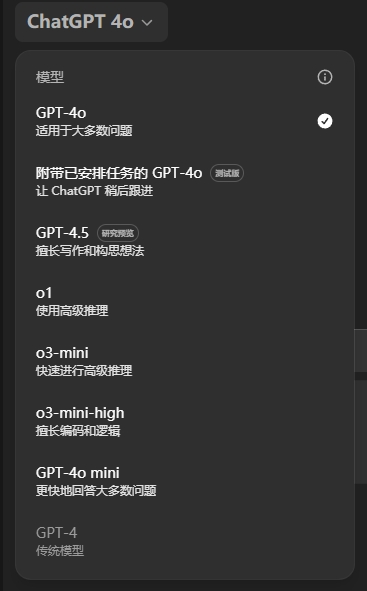 ChatGPT 4o
模型
GPT-4o
适用于大多数问题
附带已安排任务的 GPT-4o 测试版
让 ChatGPT 稍后跟进
GPT-4.5 研究预览
擅长写作和构思想法
o1
使用高级推理
o3-mini
快速进行高级推理
o3-mini-high
擅长编码和逻辑
GPT-4o mini
更快地回答大多数问题
GPT-4
传统模型